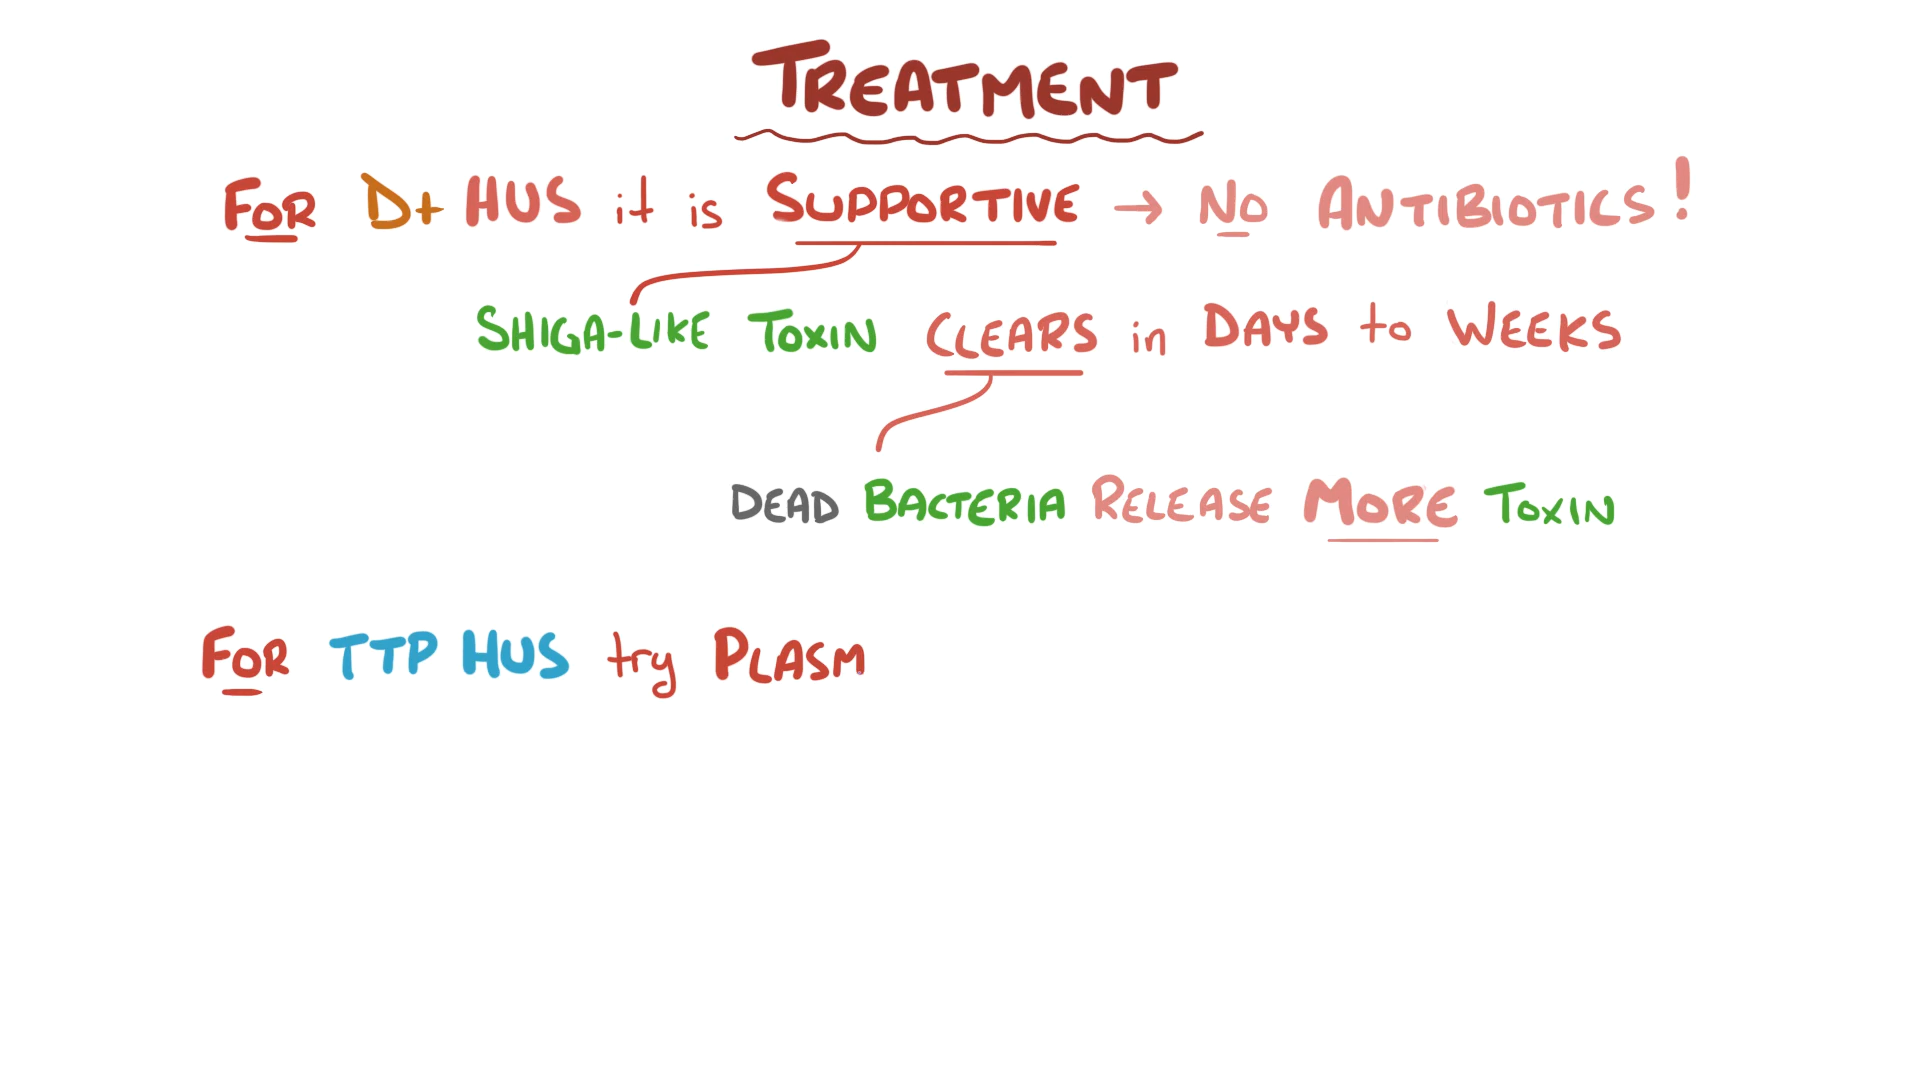 TREATMENT
FOR D+ HUS it is SUPPORTIVE → NO ANTIBIOTICS!
SHIGA-LIKE TOXIN CLEARS in DAYS to WEEKS
DEAD BACTERIA RELEASE MORE TOXIN
FOR TTP HUS try PLASM